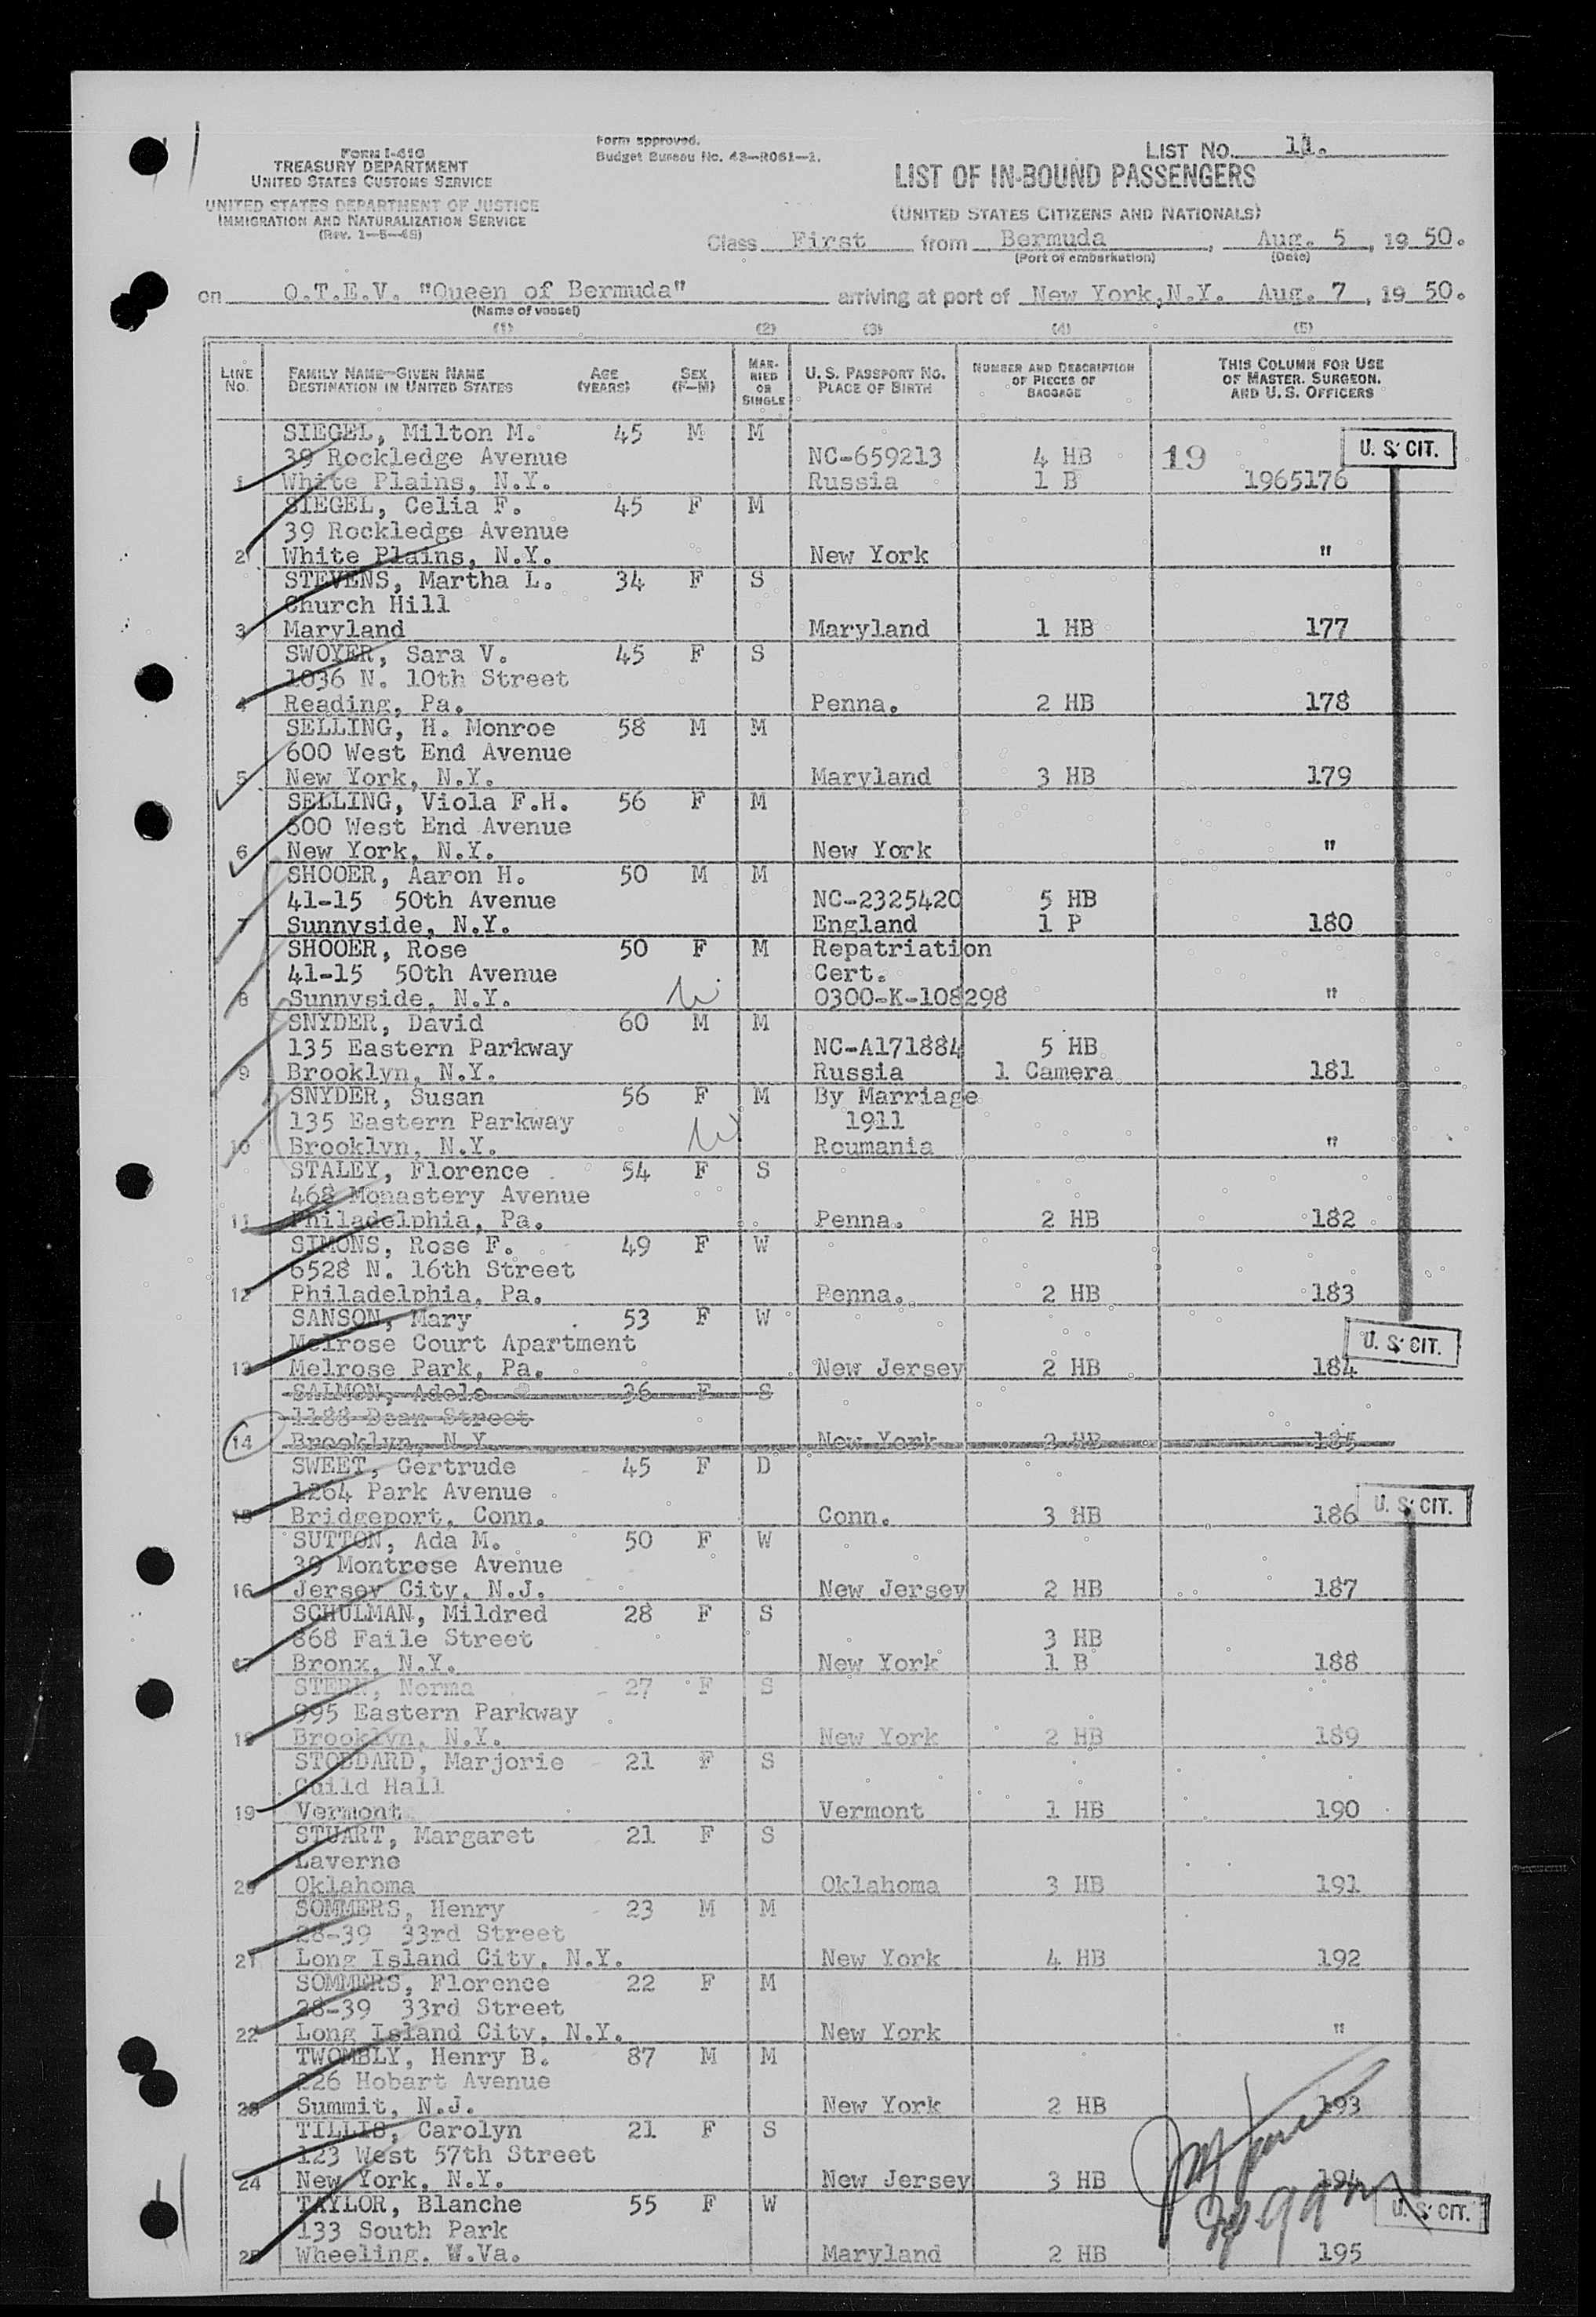 FORM I-416
TREASURY DEPARTMENT
UNITED STATES CUSTOMS SERVICE
UNITED STATES DEPARTMENT OF JUSTICE
IMMIGRATION AND NATURALIZATION SERVICE
Form approved.
Budget Bureau No. 43—R061—1.
LIST NO. 11.
LIST OF IN-BOUND PASSENGERS
(UNITED STATES CITIZENS AND NATIONALS)
Class First from Bermuda, Aug. 5, 1950.
(Port of embarkation) (Date)
on O.T.E.V. "Queen of Bermuda" arriving at port of New York, N.Y. Aug. 7, 1950.
(Name of vessel)
(1) (2) (3) (4) (5)
LINE NO. FAMILY NAME—GIVEN NAME DESTINATION IN UNITED STATES AGE (YEARS) SEX (F—M) MARRIED OR SINGLE U. S. PASSPORT NO. PLACE OF BIRTH NUMBER AND DESCRIPTION OF PIECES OF BAGGAGE THIS COLUMN FOR USE OF MASTER, SURGEON, AND U. S. OFFICERS
SIEGEL, Milton M. 45 M M U. S. CIT.
39 Rockledge Avenue NC-659213 4 HB 19
1 White Plains, N.Y. Russia 1 B 1965176
SIEGEL, Celia F. 45 F M
39 Rockledge Avenue
2 White Plains, N.Y. New York "
STEVENS, Martha L. 34 F S
Church Hill
3 Maryland Maryland 1 HB 177
SWOYER, Sara V. 45 F S
1036 N. 10th Street
4 Reading, Pa. Penna. 2 HB 178
SELLING, H. Monroe 58 M M
600 West End Avenue
5 New York, N.Y. Maryland 3 HB 179
SELLING, Viola F.H. 56 F M
600 West End Avenue
6 New York, N.Y. New York "
SHOOER, Aaron H. 50 M M
41-15 50th Avenue NC-2325420 5 HB
7 Sunnyside, N.Y. England 1 P 180
SHOOER, Rose 50 F M Repatriation
41-15 50th Avenue Cert.
8 Sunnyside, N.Y. 0300-K-108298 "
SNYDER, David 60 M M
135 Eastern Parkway NC-A171884 5 HB
9 Brooklyn, N.Y. Russia 1 Camera 181
SNYDER, Susan 56 F M By Marriage
135 Eastern Parkway 1911
10 Brooklyn, N.Y. Roumania "
STALEY, Florence 54 F S
468 Monastery Avenue
11 Philadelphia, Pa. Penna. 2 HB 182
SIMONS, Rose F. 49 F W
6528 N. 16th Street
12 Philadelphia, Pa. Penna. 2 HB 183
SANSON, Mary 53 F W
Melrose Court Apartment U. S. CIT.
13 Melrose Park, Pa. New Jersey 2 HB 184
SALMON, Adele 36 F S
1188 Dean Street
14 Brooklyn, N.Y. New York 2 HB 185
SWEET, Gertrude 45 F D
1264 Park Avenue
15 Bridgeport, Conn. Conn. 3 HB 186 U. S. CIT.
SUTTON, Ada M. 50 F W
39 Montrose Avenue
16 Jersey City, N.J. New Jersey 2 HB 187
SCHULMAN, Mildred 28 F S
868 Faile Street 3 HB
17 Bronx, N.Y. New York 1 B 188
STERN, Norma 27 F S
995 Eastern Parkway
18 Brooklyn, N.Y. New York 2 HB 189
STODDARD, Marjorie 21 F S
Guild Hall
19 Vermont Vermont 1 HB 190
STUART, Margaret 21 F S
Laverne
20 Oklahoma Oklahoma 3 HB 191
SOMMERS, Henry 23 M M
28-39 33rd Street
21 Long Island City, N.Y. New York 4 HB 192
SOMMERS, Florence 22 F M
28-39 33rd Street
22 Long Island City, N.Y. New York "
TWOMBLY, Henry B. 87 M M
226 Hobart Avenue
23 Summit, N.J. New York 2 HB 193
TILLIS, Carolyn 21 F S
123 West 57th Street
24 New York, N.Y. New Jersey 3 HB 194
TAYLOR, Blanche 55 F W U. S. CIT.
133 South Park
25 Wheeling, W.Va. Maryland 2 HB 195